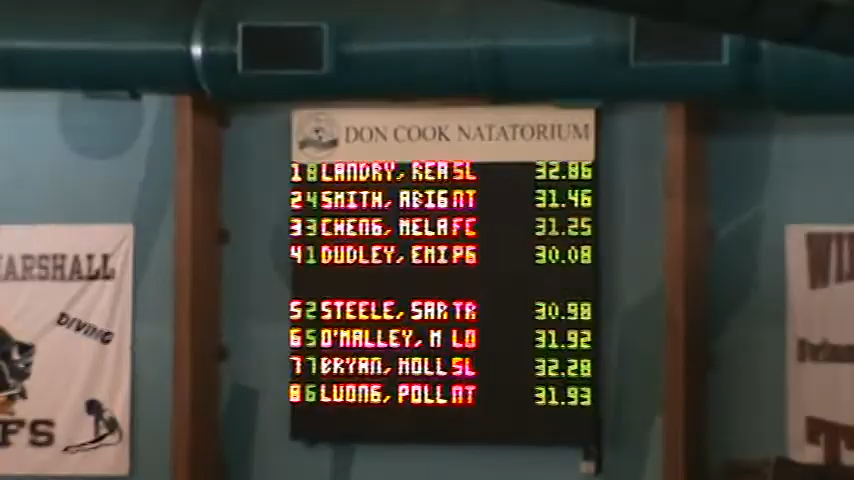 DON COOK NATATORIUM
1 8 LANDRY, REA SL 32.86
2 4 SMITH, ABIG NT 31.46
3 3 CHENG, MELA FC 31.25
4 1 DUDLEY, EMI PG 30.08
5 2 STEELE, SAR TR 30.98
6 5 O'MALLEY, M LO 31.92
7 7 BRYAN, MOLL SL 32.28
8 6 LUONG, POLL NT 31.93
MARSHALL
DIVING
FS
WIN
T